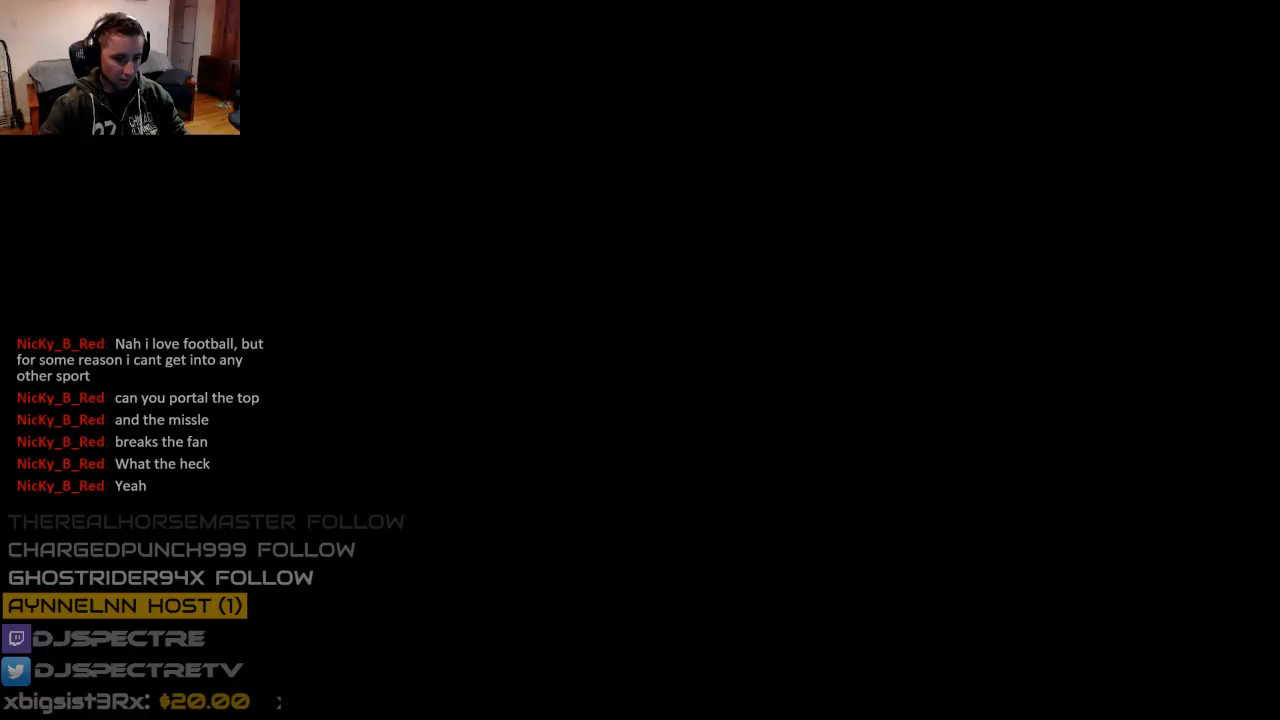 NicKy_B_Red: Nah i love football, but
for some reason i cant get into any
other sport
NicKy_B_Red: can you portal the top
NicKy_B_Red: and the missle
NicKy_B_Red: breaks the fan
NicKy_B_Red: What the heck
NicKy_B_Red: Yeah
THEREALHORSEMASTER FOLLOW
CHARGEDPUNCH999 FOLLOW
GHOSTRIDER94X FOLLOW
AYNNELNN HOST (1)
DJSPECTRE
DJSPECTRETV
xbigsist3Rx: $20.00